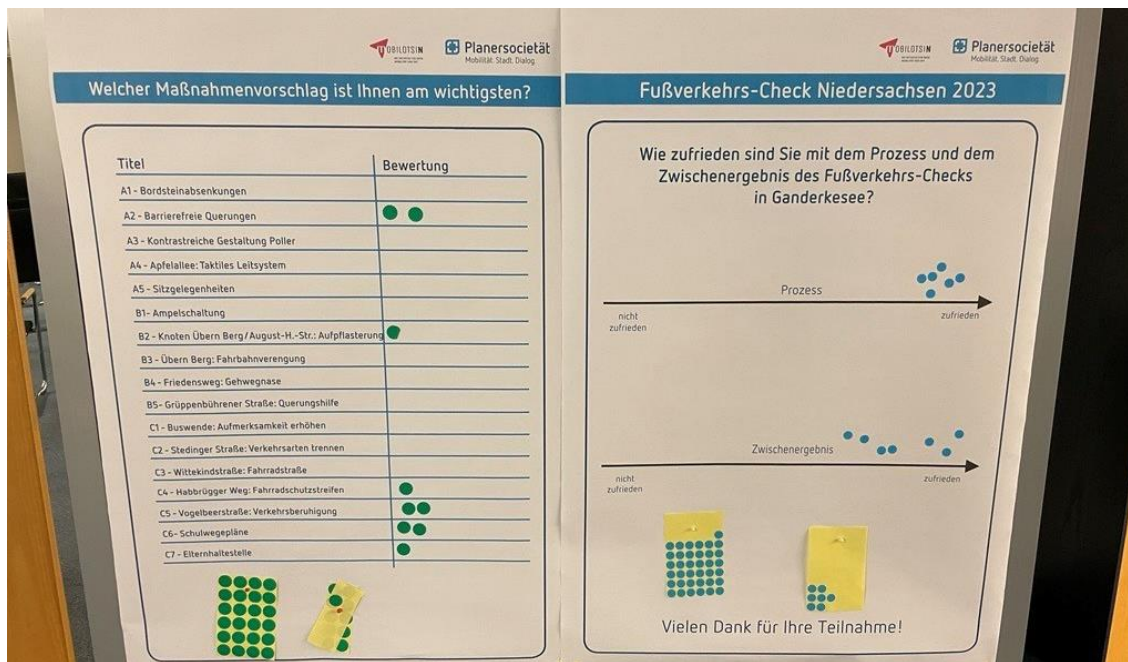 MOBILOTSIN
Planersocietät
Mobilität. Stadt. Dialog
Welcher Maßnahmenvorschlag ist Ihnen am wichtigsten?
Titel
Bewertung
A1 - Bordsteinabsenkungen
A2 - Barrierefreie Querungen
A3 - Kontrastreiche Gestaltung Poller
A4 - Apfelallee: Taktiles Leitsystem
A5 - Sitzgelegenheiten
B1- Ampelschaltung
B2 - Knoten Übern Berg/August-H.-Str.: Aufpflasterung
B3 - Übern Berg: Fahrbahnverengung
B4 - Friedensweg: Gehwegnase
B5- Grüppenbührener Straße: Querungshilfe
C1 - Buswende: Aufmerksamkeit erhöhen
C2 - Stedinger Straße: Verkehrsarten trennen
C3 - Wittekindstraße: Fahrradstraße
C4 - Habbrügger Weg: Fahrradschutzstreifen
C5 - Vogelbeerstraße: Verkehrsberuhigung
C6- Schulwegepläne
C7 - Elternhaltestelle
MOBILOTSIN
Planersocietät
Mobilität. Stadt. Dialog
Fußverkehrs-Check Niedersachsen 2023
Wie zufrieden sind Sie mit dem Prozess und dem
Zwischenergebnis des Fußverkehrs-Checks
in Ganderkesee?
Prozess
nicht
zufrieden
zufrieden
Zwischenergebnis
nicht
zufrieden
zufrieden
Vielen Dank für Ihre Teilnahme!